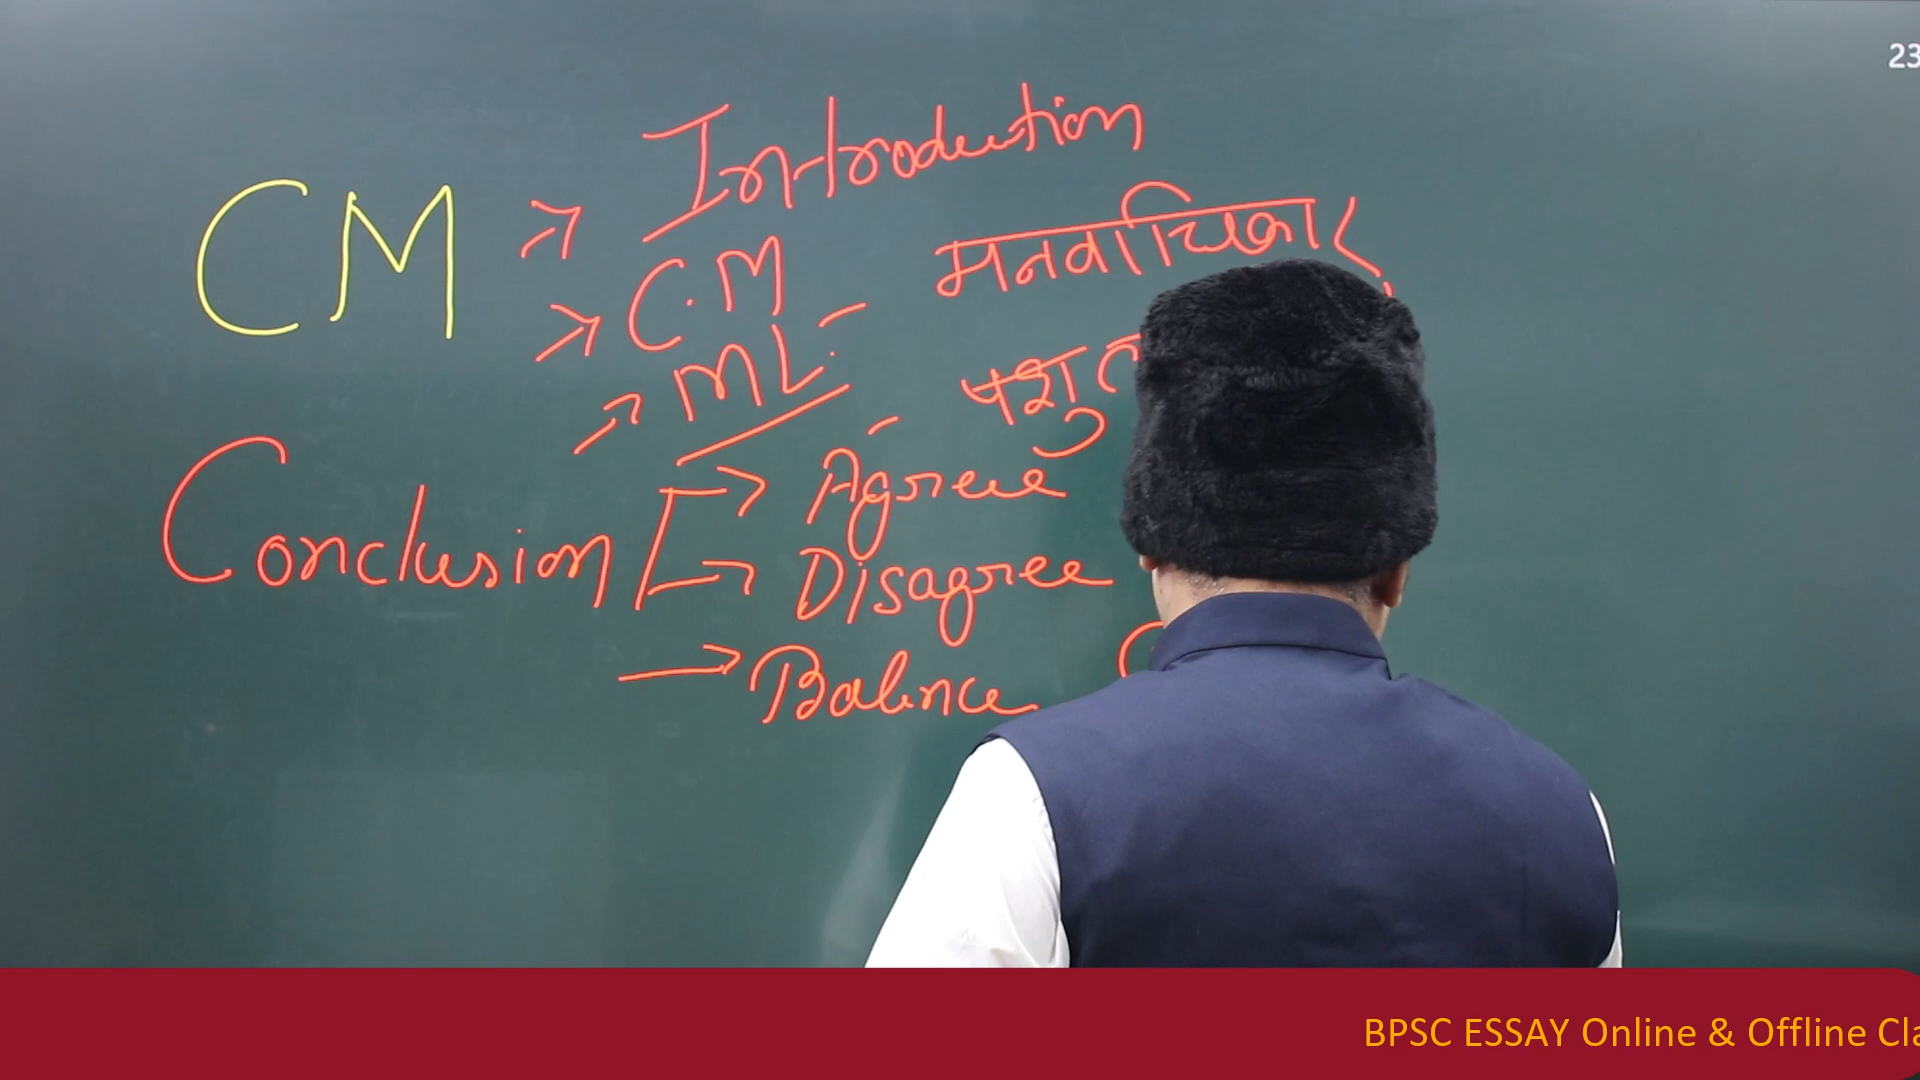 23
CM → Introduction
→ C.M - मनवाधिकार
→ ML: - पशु
Conclusion → Agree
→ Disagree
→ Balance
BPSC ESSAY Online & Offline Cla